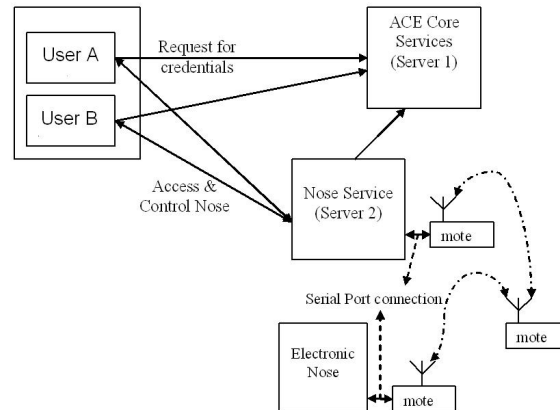 User A
User B
Request for
credentials
ACE Core
Services
(Server 1)
Access &
Control Nose
Nose Service
(Server 2)
mote
Serial Port connection
mote
Electronic
Nose
mote